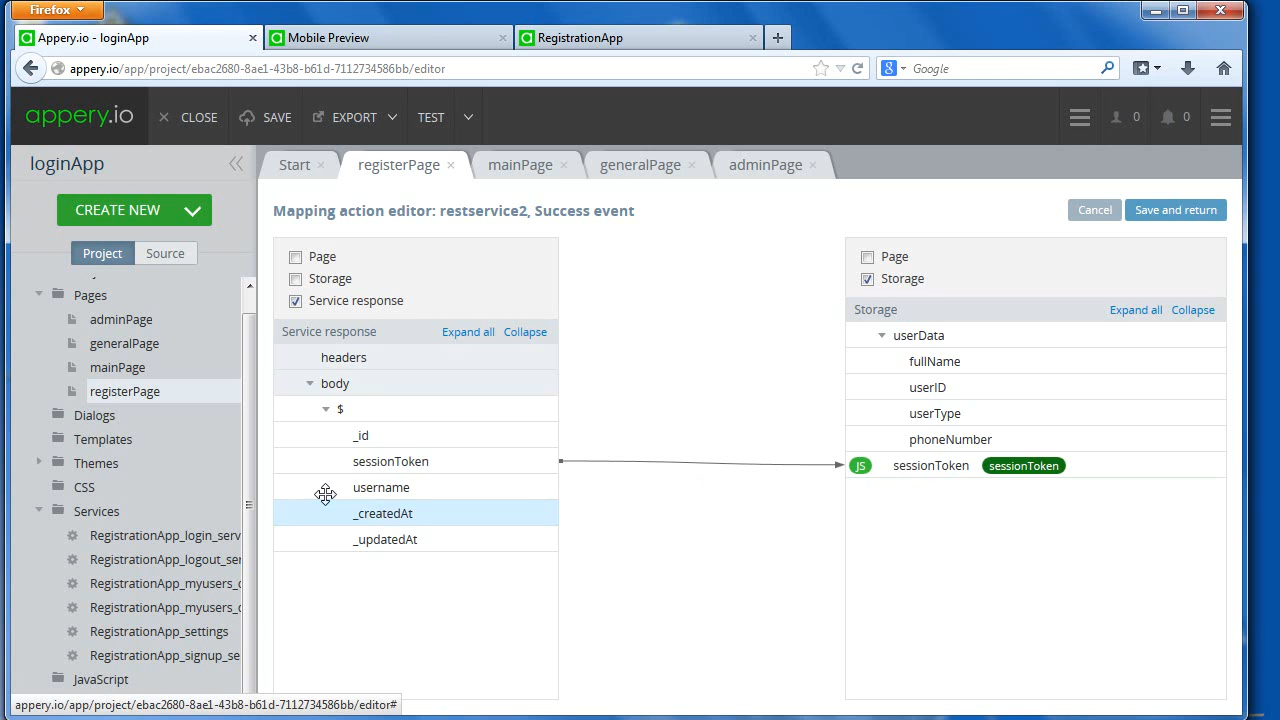 Firefox
Appery.io - loginApp
Mobile Preview
RegistrationApp
appery.io/app/project/ebac2680-8ae1-43b8-b61d-7112734586bb/editor
Google
appery.io
CLOSE
SAVE
EXPORT
TEST
0
0
loginApp
Start
registerPage
mainPage
generalPage
adminPage
CREATE NEW
Mapping action editor: restservice2, Success event
Cancel
Save and return
Project
Source
Pages
adminPage
generalPage
mainPage
registerPage
Dialogs
Templates
Themes
CSS
Services
RegistrationApp_login_serv
RegistrationApp_logout_se
RegistrationApp_myusers_
RegistrationApp_myusers_
RegistrationApp_settings
RegistrationApp_signup_se
JavaScript
Page
Storage
Service response
Service response
Expand all
Collapse
headers
body
$
_id
sessionToken
username
_createdAt
_updatedAt
Page
Storage
Storage
Expand all
Collapse
userData
fullName
userID
userType
phoneNumber
JS
sessionToken
sessionToken
appery.io/app/project/ebac2680-8ae1-43b8-b61d-7112734586bb/editor#